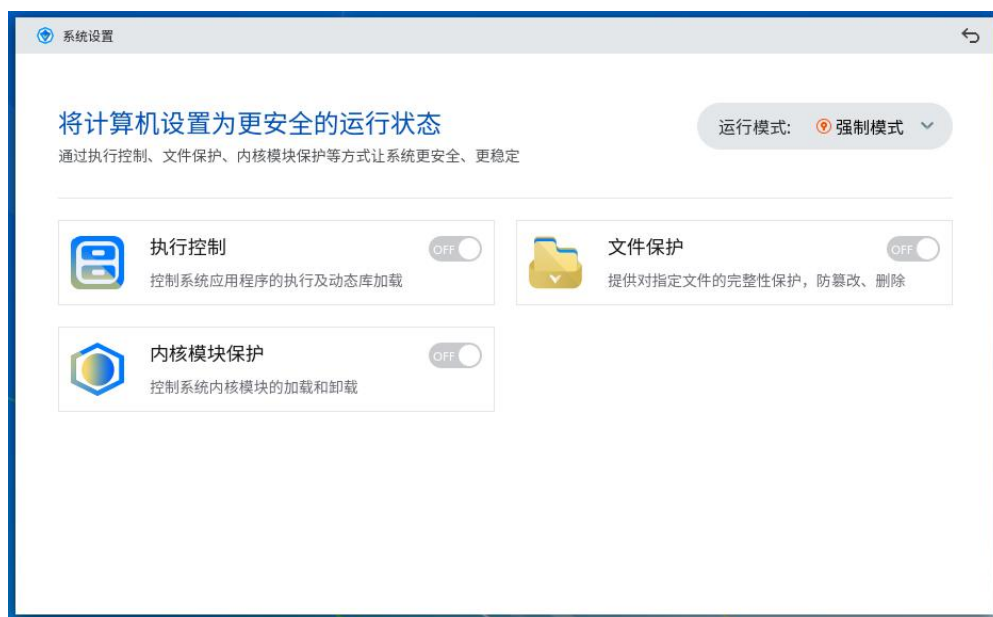 系统设置
将计算机设置为更安全的运行状态
通过执行控制、文件保护、内核模块保护等方式让系统更安全、更稳定
运行模式: 强制模式
执行控制
OFF
控制系统应用程序的执行及动态库加载
文件保护
OFF
提供对指定文件的完整性保护，防篡改、删除
内核模块保护
OFF
控制系统内核模块的加载和卸载